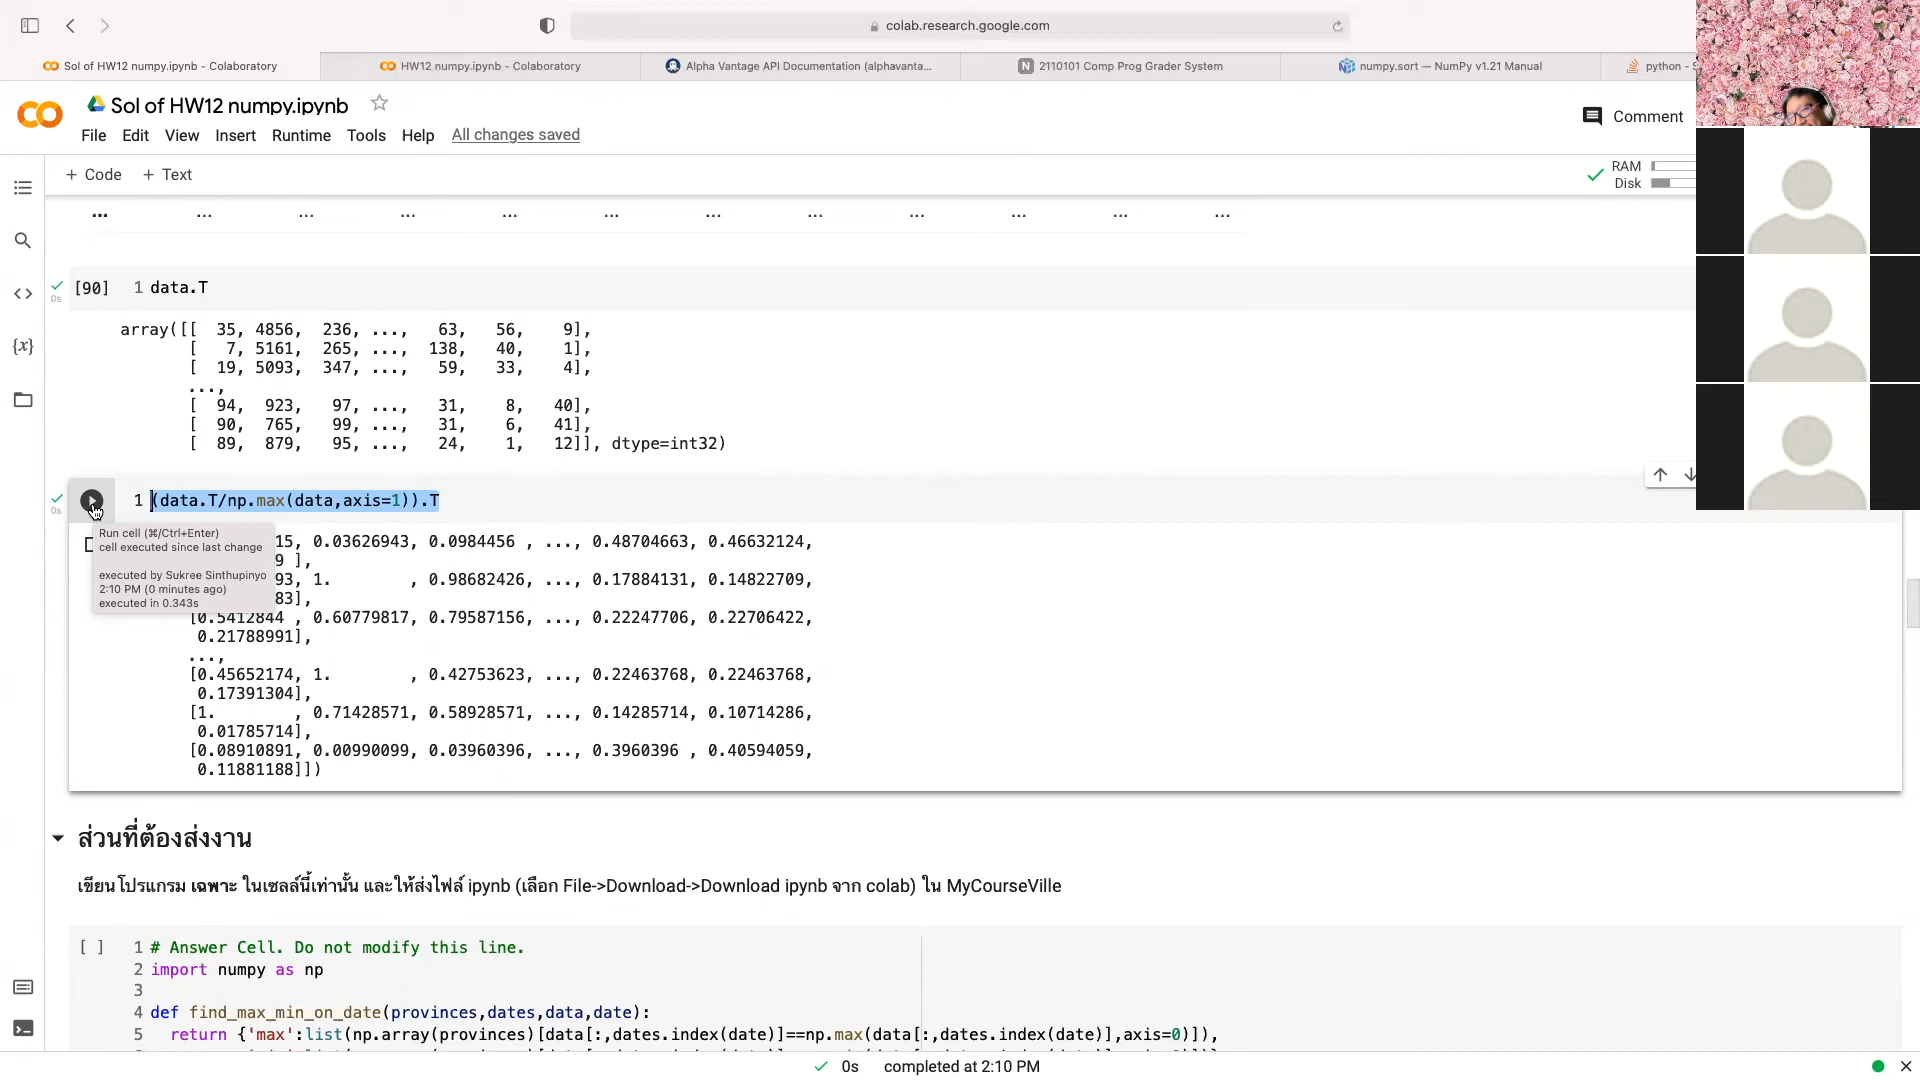 colab.research.google.com
Sol of HW12 numpy.ipynb - Colaboratory
HW12 numpy.ipynb - Colaboratory
Alpha Vantage API Documentation (alphavanta...
2110101 Comp Prog Grader System
numpy.sort — NumPy v1.21 Manual
python - S
Sol of HW12 numpy.ipynb
File Edit View Insert Runtime Tools Help All changes saved
Comment
+ Code + Text
RAM
Disk
... ... ... ... ... ... ... ... ... ... ... ...
[90] 1 data.T
0s
array([[ 35, 4856, 236, ..., 63, 56, 9],
[ 7, 5161, 265, ..., 138, 40, 1],
[ 19, 5093, 347, ..., 59, 33, 4],
...,
[ 94, 923, 97, ..., 31, 8, 40],
[ 90, 765, 99, ..., 31, 6, 41],
[ 89, 879, 95, ..., 24, 1, 12]], dtype=int32)
1 (data.T/np.max(data,axis=1)).T
0s
Run cell (⌘/Ctrl+Enter)
cell executed since last change
executed by Sukree Sinthupinyo
2:10 PM (0 minutes ago)
executed in 0.343s
15, 0.03626943, 0.0984456 , ..., 0.48704663, 0.46632124,
9 ],
93, 1. , 0.98682426, ..., 0.17884131, 0.14822709,
83],
[0.5412844 , 0.60779817, 0.79587156, ..., 0.22247706, 0.22706422,
0.21788991],
...,
[0.45652174, 1. , 0.42753623, ..., 0.22463768, 0.22463768,
0.17391304],
[1. , 0.71428571, 0.58928571, ..., 0.14285714, 0.10714286,
0.01785714],
[0.08910891, 0.00990099, 0.03960396, ..., 0.3960396 , 0.40594059,
0.11881188]])
ส่วนที่ต้องส่งงาน
เขียนโปรแกรม เฉพาะ ในเซลล์นี้เท่านั้น และให้ส่งไฟล์ ipynb (เลือก File->Download->Download ipynb จาก colab) ใน MyCourseVille
[ ] 1 # Answer Cell. Do not modify this line.
2 import numpy as np
3
4 def find_max_min_on_date(provinces,dates,data,date):
5 return {'max':list(np.array(provinces)[data[:,dates.index(date)]==np.max(data[:,dates.index(date)],axis=0)]),
0s completed at 2:10 PM